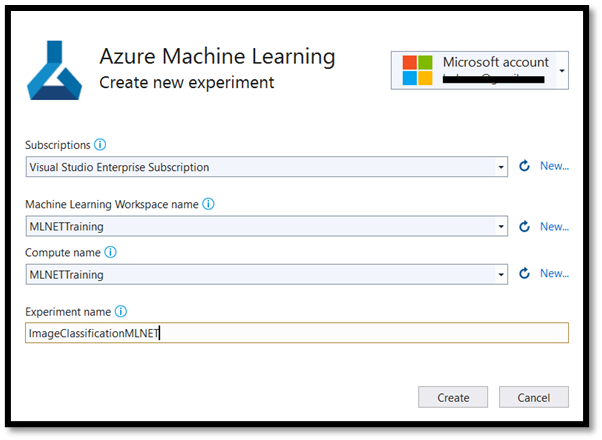 Azure Machine Learning
Create new experiment
Microsoft account
Subscriptions
Visual Studio Enterprise Subscription
New...
Machine Learning Workspace name
MLNETTraining
New...
Compute name
MLNETTraining
New...
Experiment name
ImageClassificationMLNET
Create
Cancel